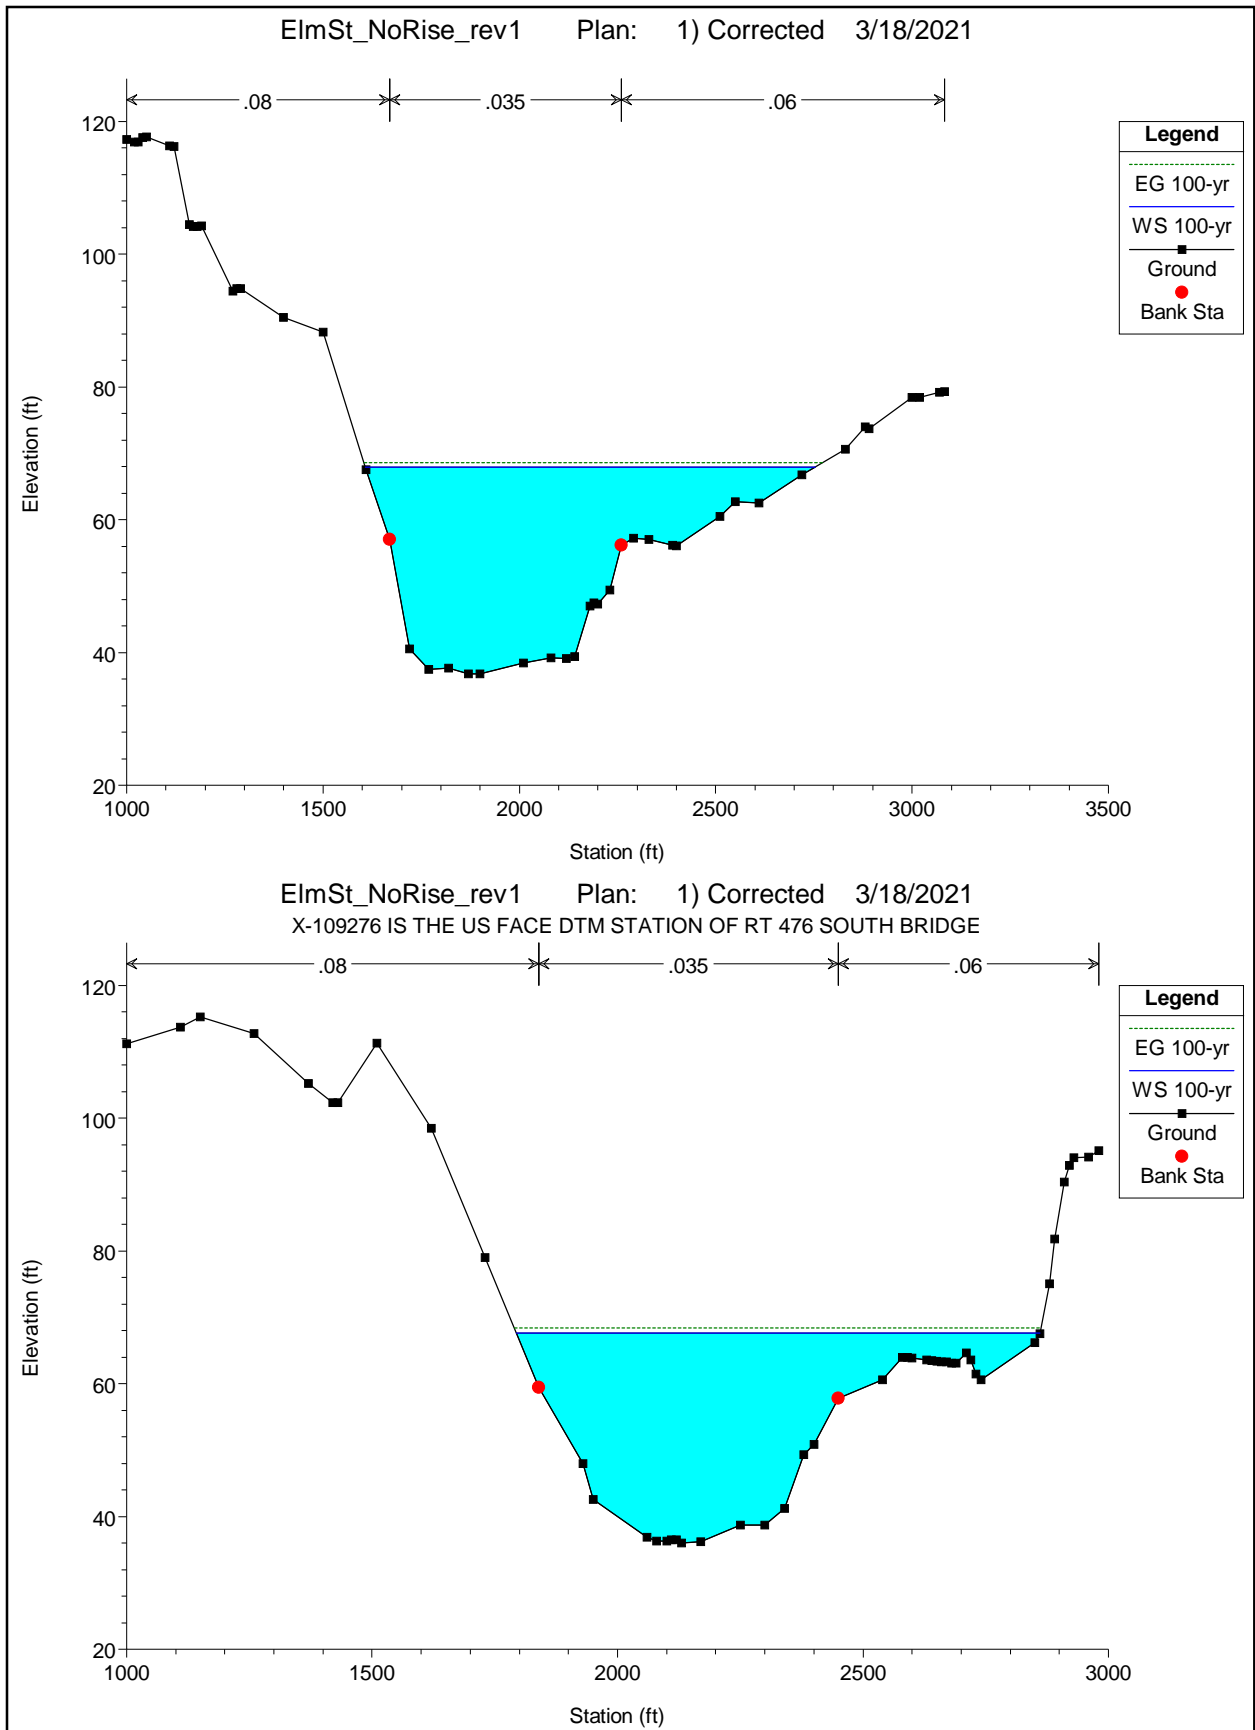 ElmSt_NoRise_rev1 Plan: 1) Corrected 3/18/2021
.08 .035 .06
120
100
80
60
40
20
1000 1500 2000 2500 3000 3500
Elevation (ft)
Station (ft)
Legend
EG 100-yr
WS 100-yr
Ground
Bank Sta
ElmSt_NoRise_rev1 Plan: 1) Corrected 3/18/2021
X-109276 IS THE US FACE DTM STATION OF RT 476 SOUTH BRIDGE
.08 .035 .06
120
100
80
60
40
20
1000 1500 2000 2500 3000
Elevation (ft)
Station (ft)
Legend
EG 100-yr
WS 100-yr
Ground
Bank Sta